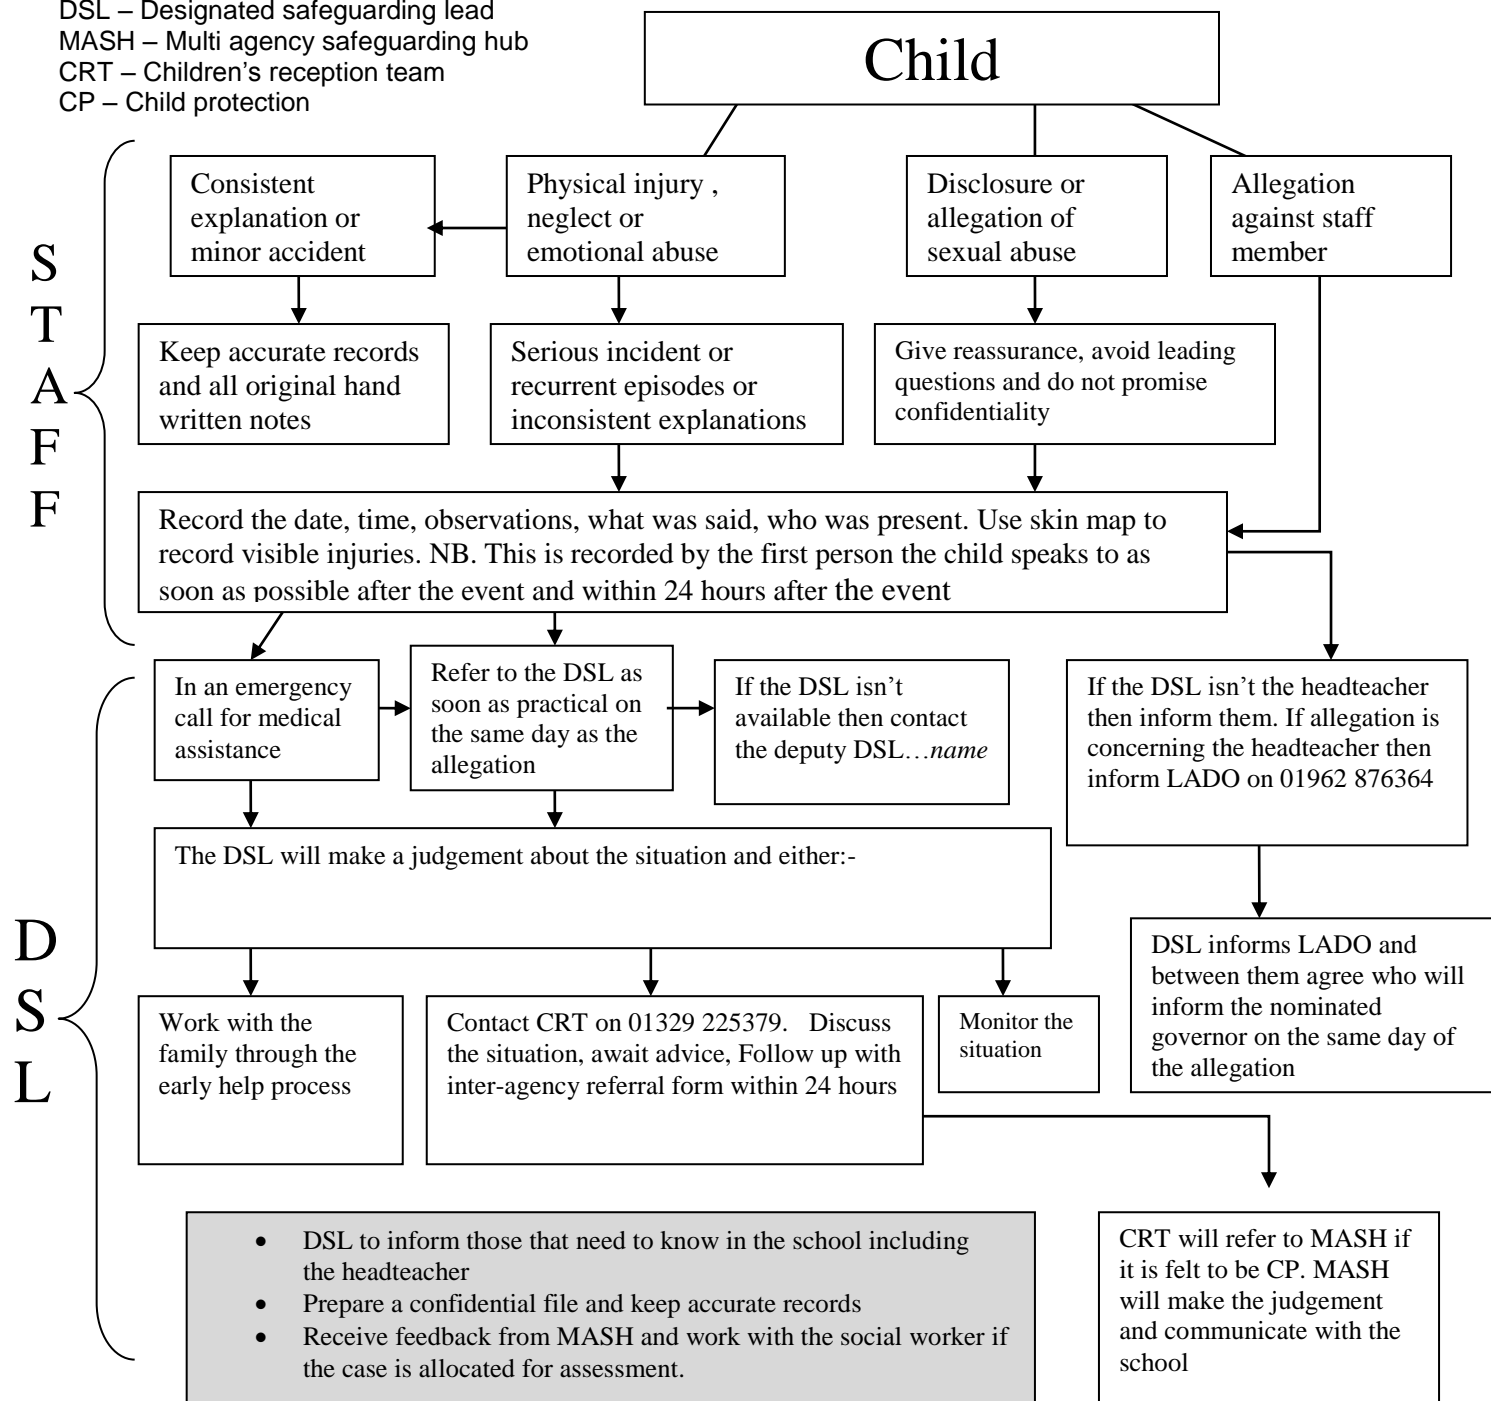 DSL – Designated safeguarding lead
MASH – Multi agency safeguarding hub
CRT – Children's reception team
CP – Child protection
Child
Consistent
explanation or
minor accident
Physical injury ,
neglect or
emotional abuse
Disclosure or
allegation of
sexual abuse
Allegation
against staff
member
S
T
A
F
F
Keep accurate records
and all original hand
written notes
Serious incident or
recurrent episodes or
inconsistent explanations
Give reassurance, avoid leading
questions and do not promise
confidentiality
Record the date, time, observations, what was said, who was present. Use skin map to
record visible injuries. NB. This is recorded by the first person the child speaks to as
soon as possible after the event and within 24 hours after the event
In an emergency
call for medical
assistance
Refer to the DSL as
soon as practical on
the same day as the
allegation
If the DSL isn't
available then contact
the deputy DSL…name
If the DSL isn't the headteacher
then inform them. If allegation is
concerning the headteacher then
inform LADO on 01962 876364
The DSL will make a judgement about the situation and either:-
D
S
L
DSL informs LADO and
between them agree who will
inform the nominated
governor on the same day of
the allegation
Work with the
family through the
early help process
Contact CRT on 01329 225379.   Discuss
the situation, await advice, Follow up with
inter-agency referral form within 24 hours
Monitor the
situation
• DSL to inform those that need to know in the school including
the headteacher
• Prepare a confidential file and keep accurate records
• Receive feedback from MASH and work with the social worker if
the case is allocated for assessment.
CRT will refer to MASH if
it is felt to be CP. MASH
will make the judgement
and communicate with the
school